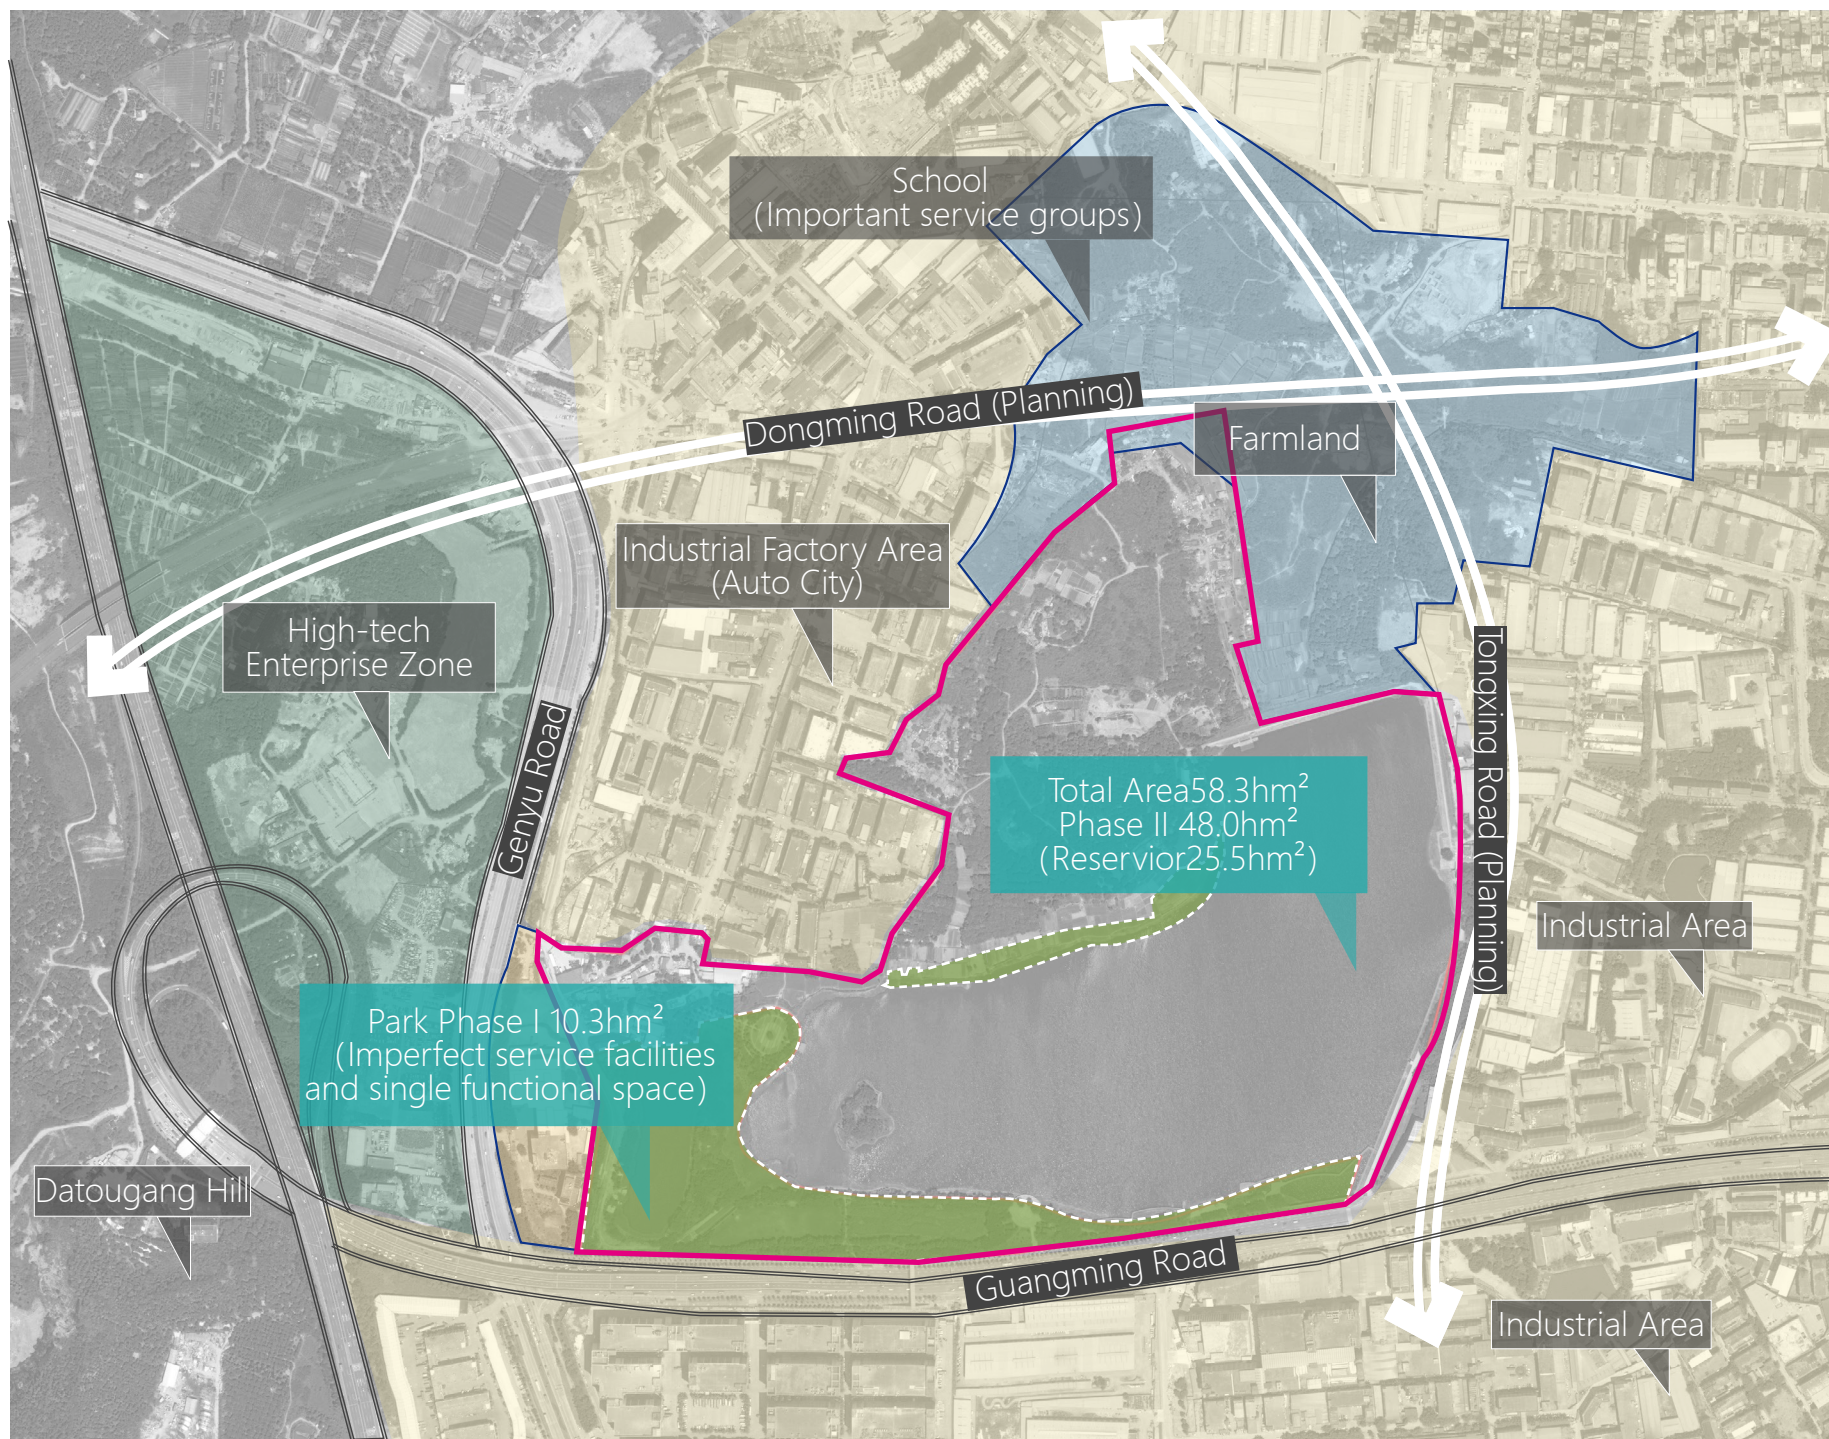 School
(Important service groups)
Dongming Road (Planning)
Farmland
Industrial Factory Area
(Auto City)
High-tech
Enterprise Zone
Genyu Road
Tongxing Road (Planning)
Total Area58.3hm²
Phase II 48.0hm²
(Reservior25.5hm²)
Industrial Area
Park Phase I 10.3hm²
(Imperfect service facilities
and single functional space)
Datougang Hill
Guangming Road
Industrial Area